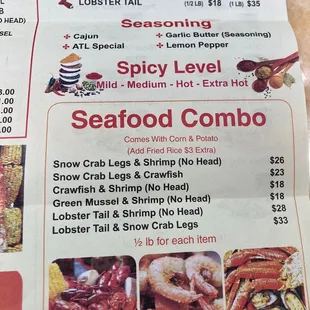 LOBSTER TAIL (1/2 LB) $18 (1 LB) $35
Seasoning
Cajun
Garlic Butter (Seasoning)
ATL Special
Lemon Pepper
Spicy Level
Mild - Medium - Hot - Extra Hot
Seafood Combo
Comes With Corn & Potato
(Add Fried Rice $3 Extra)
Snow Crab Legs & Shrimp (No Head) $26
Snow Crab Legs & Crawfish $23
Crawfish & Shrimp (No Head) $18
Green Mussel & Shrimp (No Head) $18
Lobster Tail & Shrimp (No Head) $28
Lobster Tail & Snow Crab Legs $33
½ lb for each item